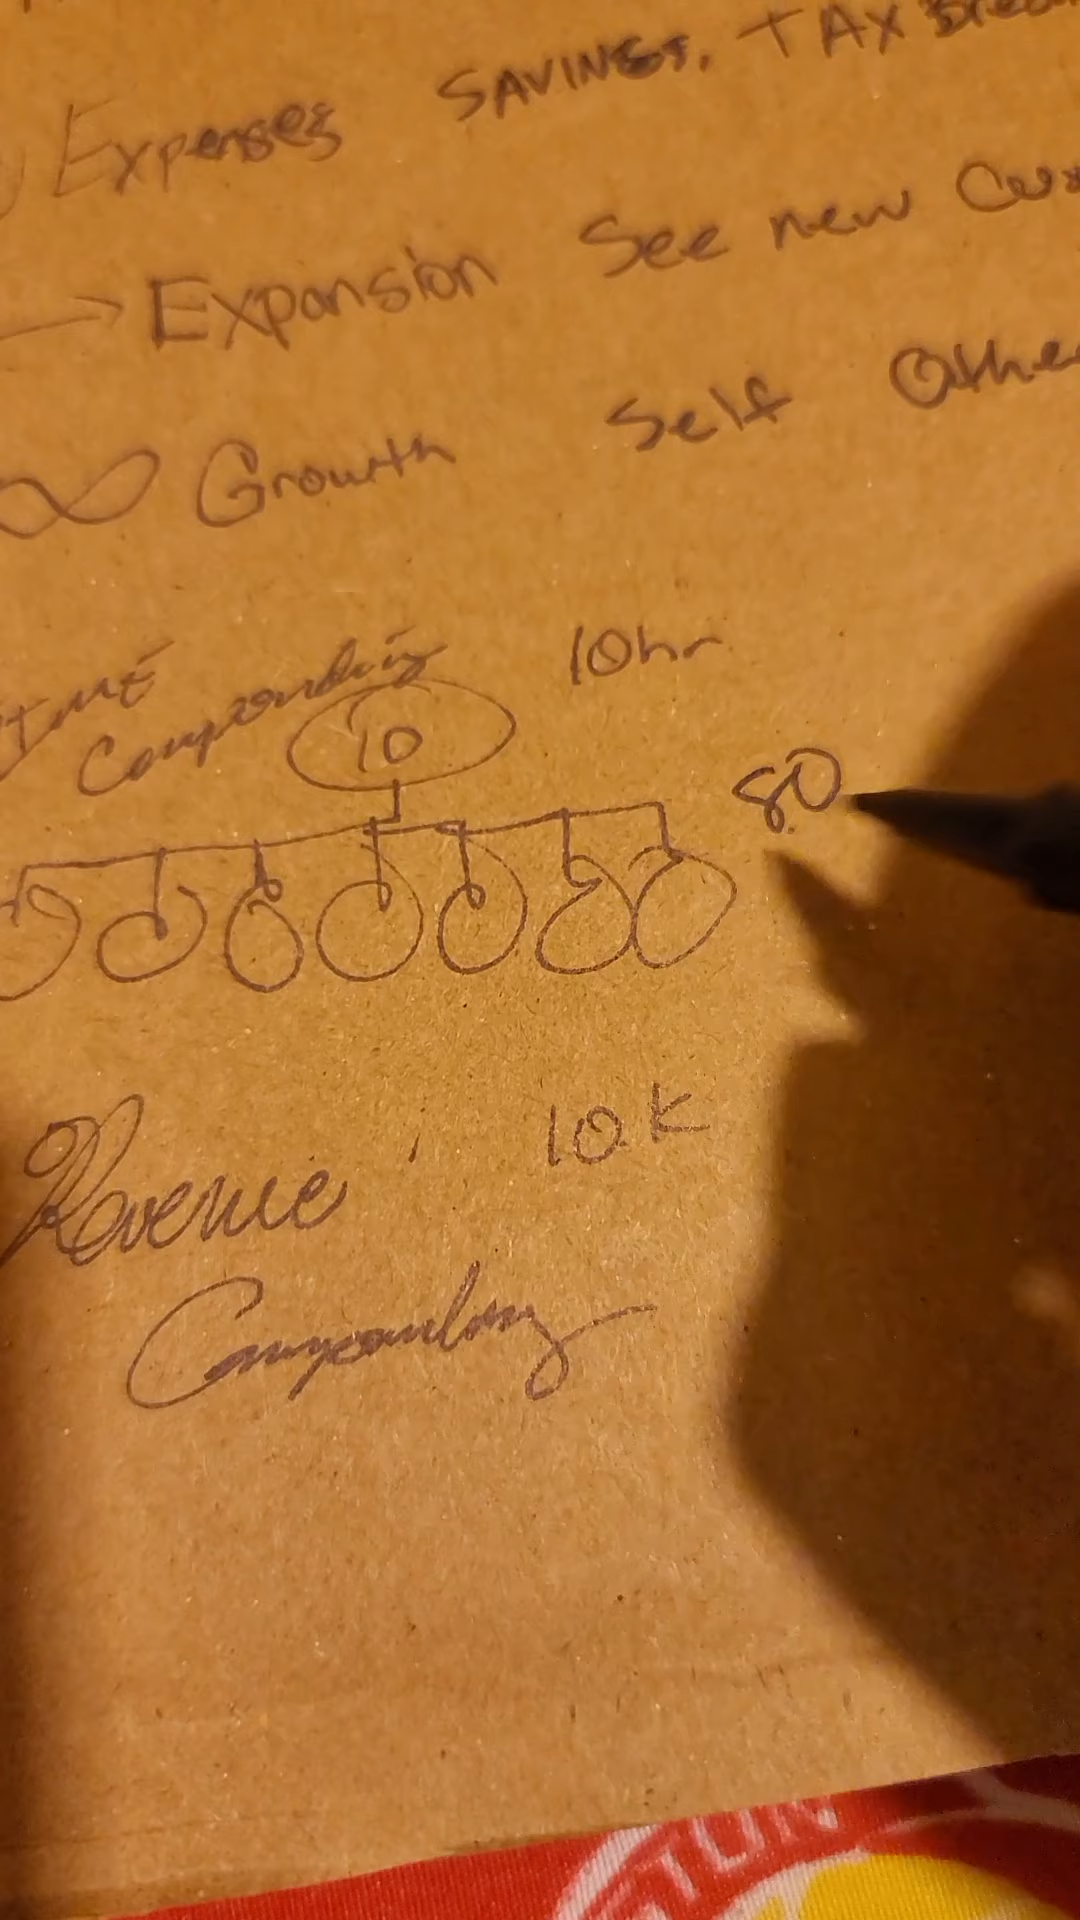 Expenses SAVINGS, TAX
Expansion See new
Growth Self
TIME
Compounding 10hr
10
80
Revenue 10K
Compounding